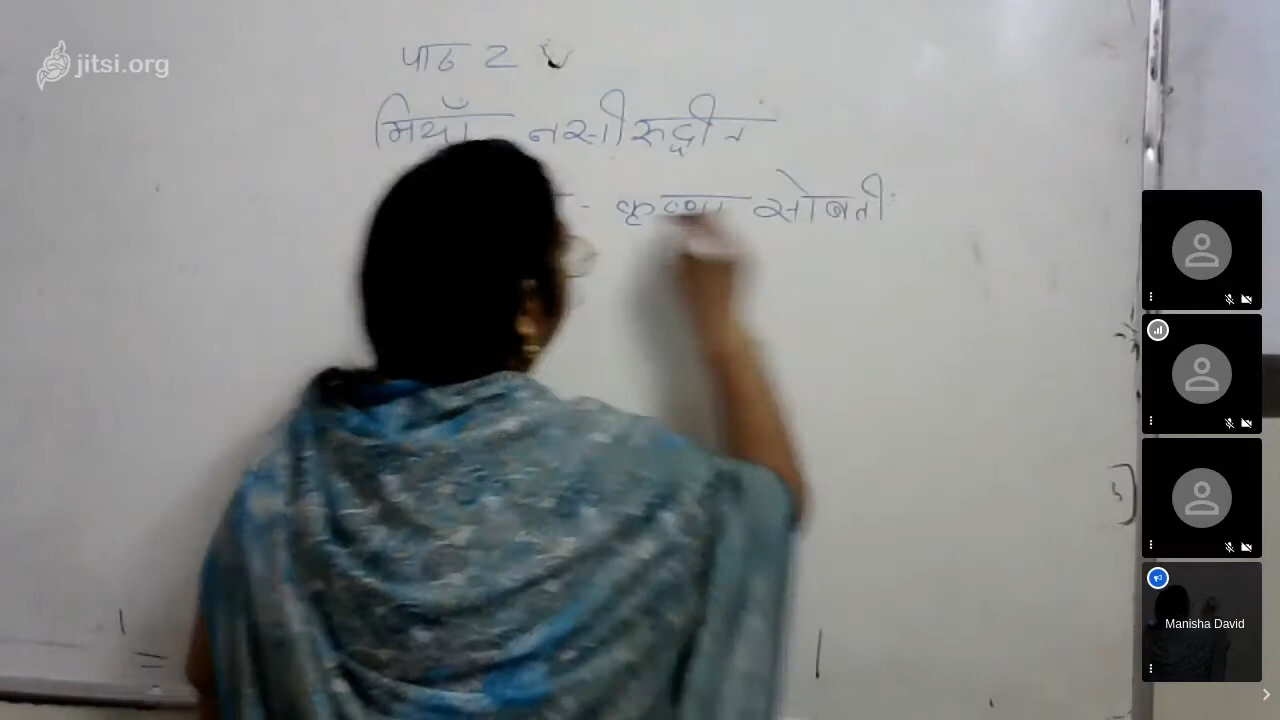 jitsi.org
पाठ 2
मियाँ नसीरुद्दीन
- कृष्णा सोबती
Manisha David